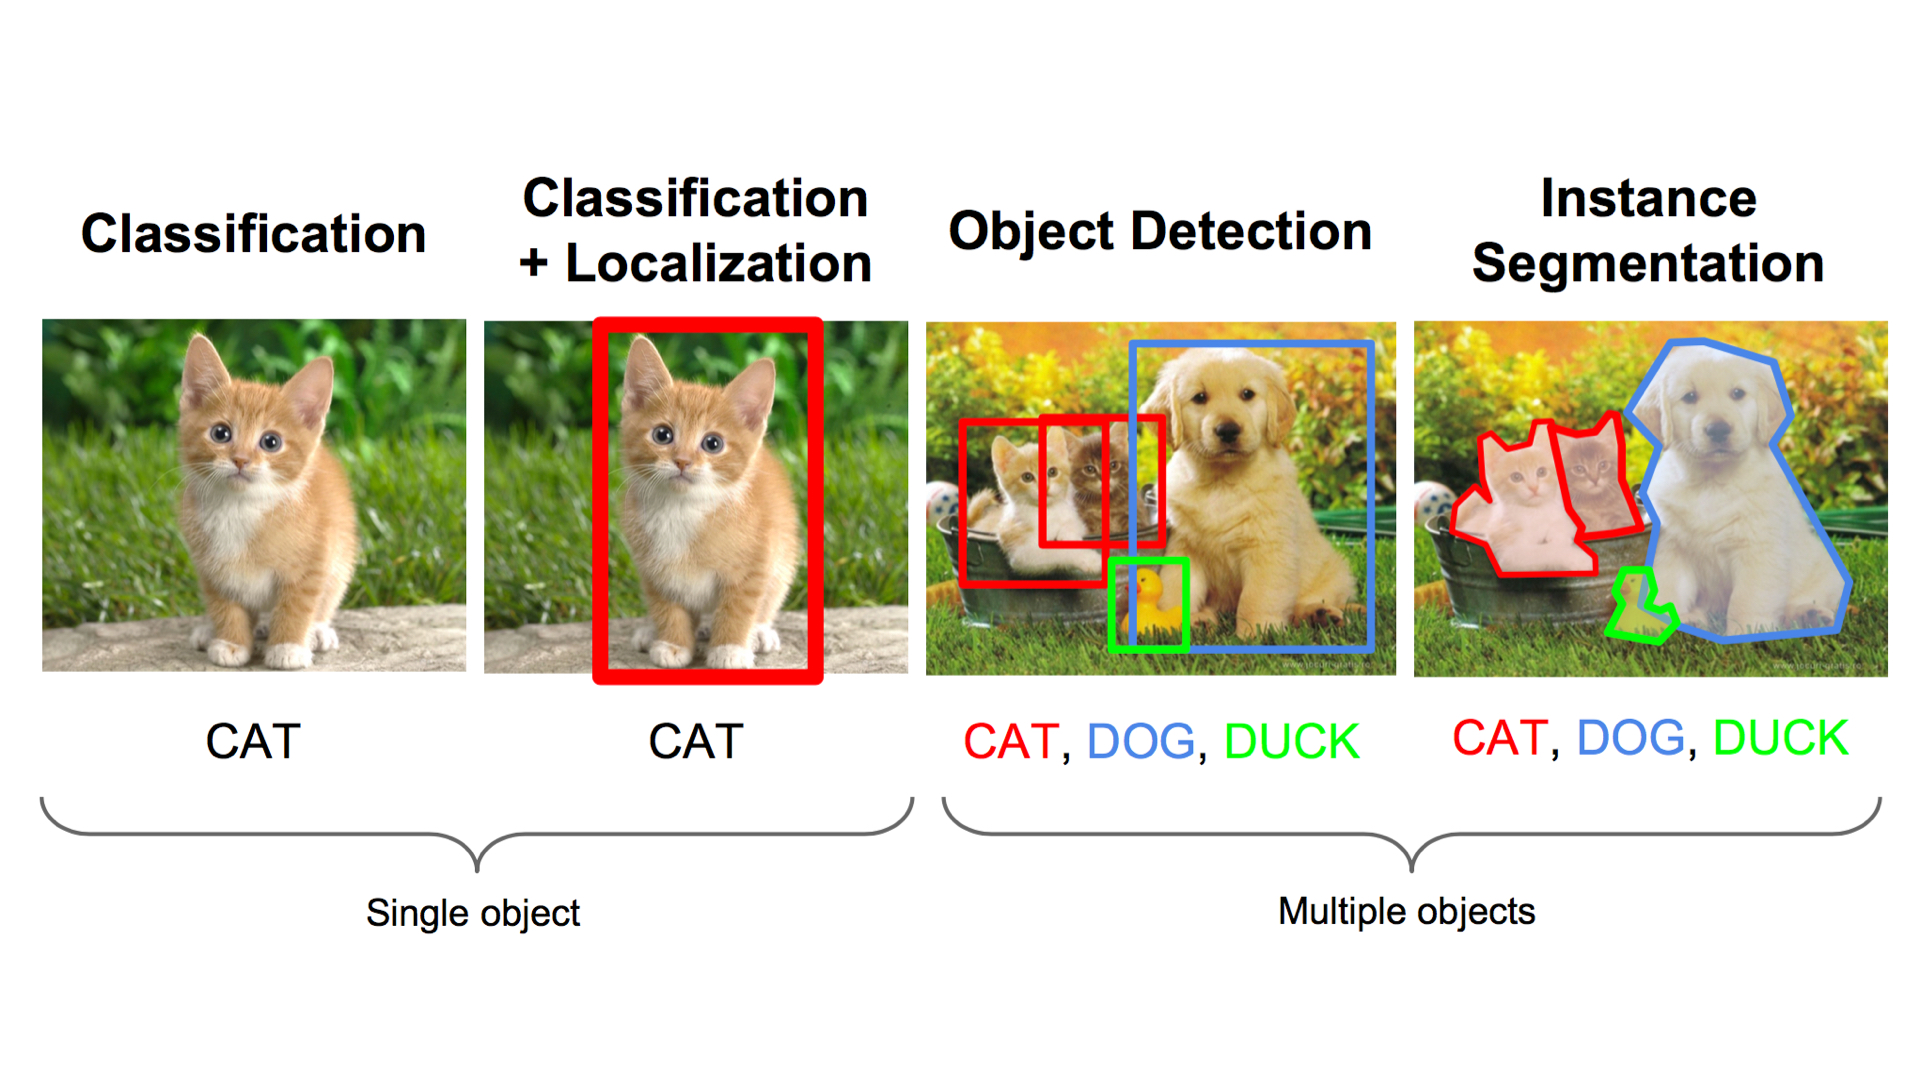 Classification
Classification
+ Localization
Object Detection
Instance
Segmentation
CAT
CAT
CAT, DOG, DUCK
CAT, DOG, DUCK
Single object
Multiple objects